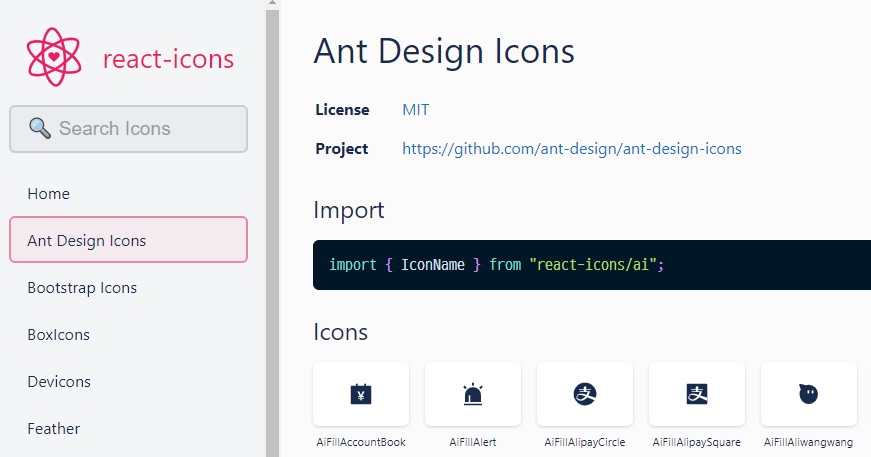 react-icons
Search Icons
Home
Ant Design Icons
Bootstrap Icons
BoxIcons
Devicons
Feather
Ant Design Icons
License MIT
Project https://github.com/ant-design/ant-design-icons
Import
import { IconName } from "react-icons/ai";
Icons
¥ 支 支
AiFillAccountBook AiFillAlert AiFillAlipayCircle AiFillAlipaySquare AiFillAliwangwang